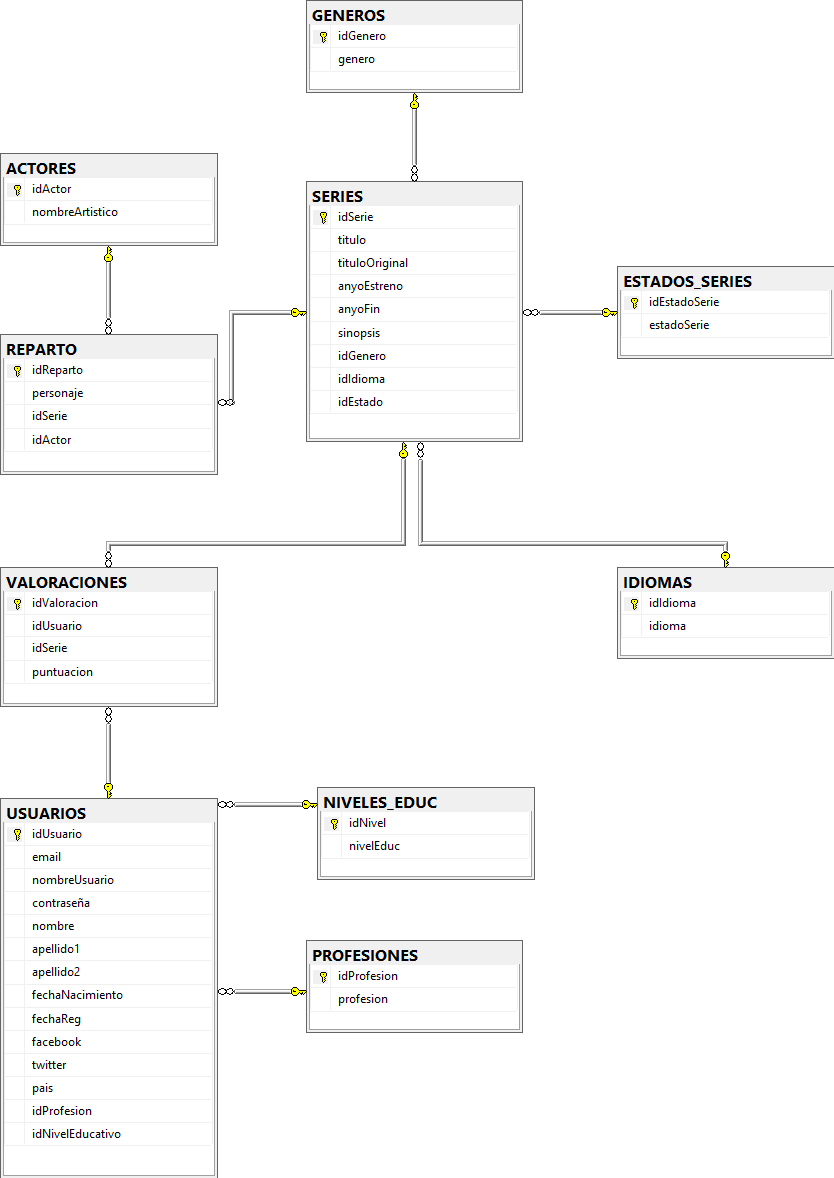 GENEROS
idGenero
genero
ACTORES
idActor
nombreArtistico
SERIES
idSerie
titulo
tituloOriginal
anyoEstreno
anyoFin
sinopsis
idGenero
idIdioma
idEstado
ESTADOS_SERIES
idEstadoSerie
estadoSerie
REPARTO
idReparto
personaje
idSerie
idActor
VALORACIONES
idValoracion
idUsuario
idSerie
puntuacion
IDIOMAS
idIdioma
idioma
USUARIOS
idUsuario
email
nombreUsuario
contraseña
nombre
apellido1
apellido2
fechaNacimiento
fechaReg
facebook
twitter
pais
idProfesion
idNivelEducativo
NIVELES_EDUC
idNivel
nivelEduc
PROFESIONES
idProfesion
profesion